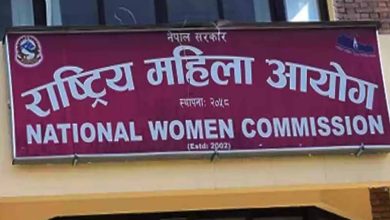 नेपाल सरकार
राष्ट्रिय महिला आयोग
स्थापनाः २०५८
NATIONAL WOMEN COMMISSION
(Estd: 2002)